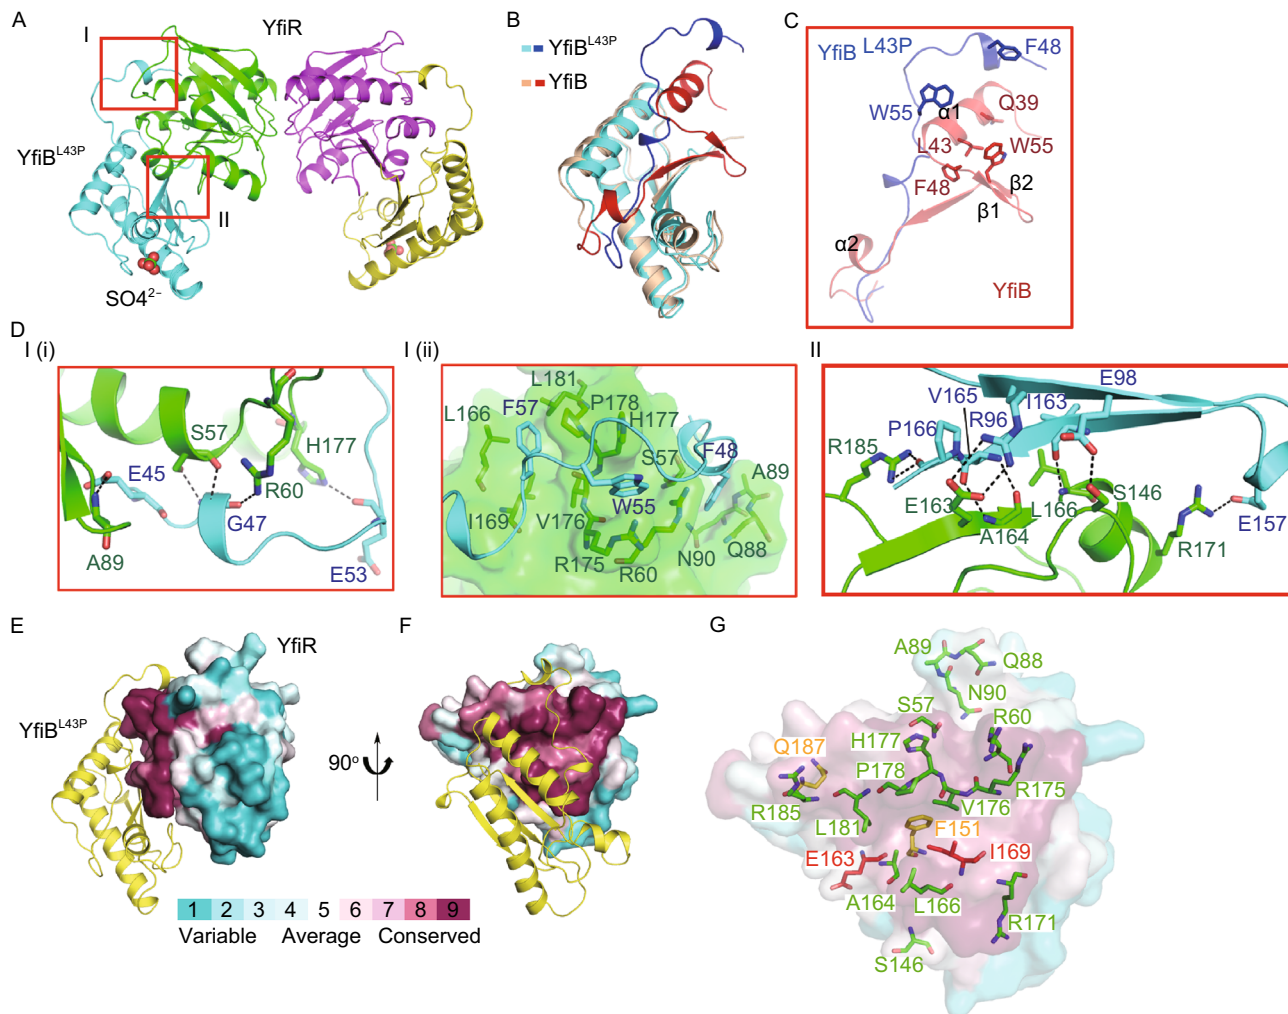 A
I
YfiR
YfiB^L43P
II
SO4^2−
B
YfiB^L43P
YfiB
C
YfiB L43P
F48
W55
α1
Q39
L43
W55
F48
β2
β1
α2
YfiB
D
I (i)
S57
H177
E45
R60
G47
A89
E53
I (ii)
L181
P178
L166
F57
H177
S57
F48
A89
W55
I169
V176
R175
R60
N90
Q88
II
E98
V165
I163
P166
R96
R185
E163
L166
S146
A164
E157
R171
E
YfiR
YfiB^L43P
90°
1 2 3 4 5 6 7 8 9
Variable Average Conserved
F
G
A89
Q88
N90
S57
R60
Q187
H177
P178
R175
R185
V176
L181
F151
E163
I169
A164
L166
R171
S146